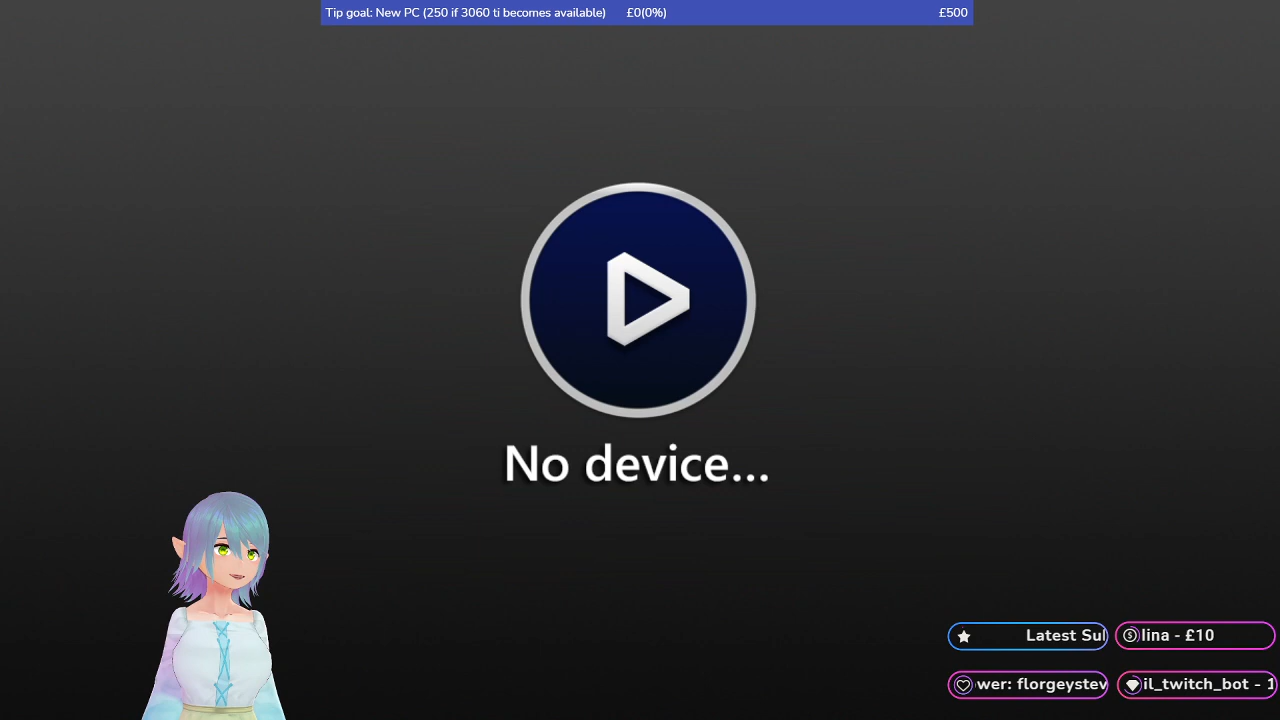 Tip goal: New PC (250 if 3060 ti becomes available) £0(0%) £500
No device...
Latest Sul
lina - £10
wer: florgeystev
il_twitch_bot - 1